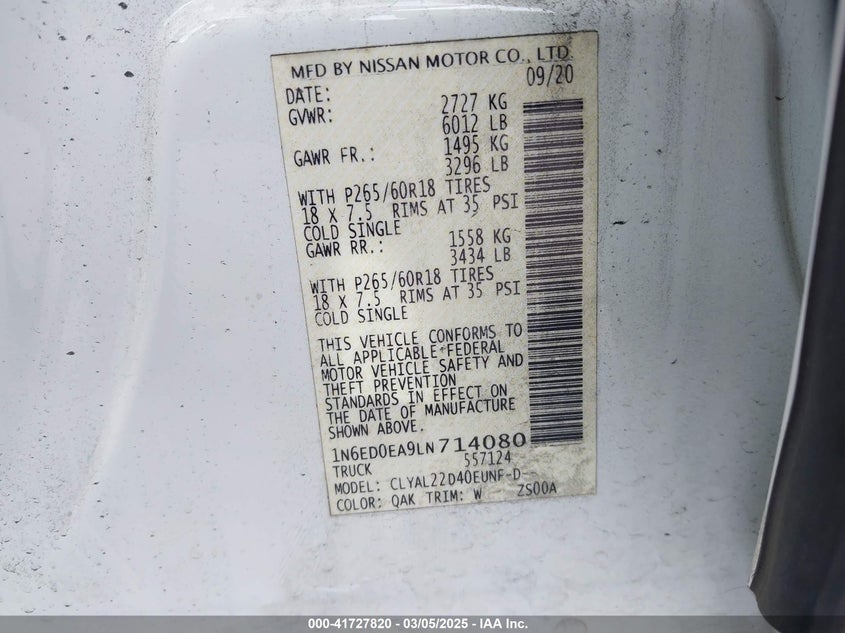 MFD BY NISSAN MOTOR CO., LTD.
DATE: 09/20
GVWR: 2727 KG
6012 LB
GAWR FR.: 1495 KG
3296 LB
WITH P265/60R18 TIRES
18 X 7.5 RIMS AT 35 PSI
COLD SINGLE
GAWR RR.: 1558 KG
3434 LB
WITH P265/60R18 TIRES
18 X 7.5 RIMS AT 35 PSI
COLD SINGLE
THIS VEHICLE CONFORMS TO
ALL APPLICABLE FEDERAL
MOTOR VEHICLE SAFETY AND
THEFT PREVENTION
STANDARDS IN EFFECT ON
THE DATE OF MANUFACTURE
SHOWN ABOVE.
1N6ED0EA9LN714080
TRUCK 557124
MODEL: CLYAL22D40EUNF-D-
COLOR: QAK TRIM: W ZS00A
000-41727820 — 03/05/2025 — IAA Inc.